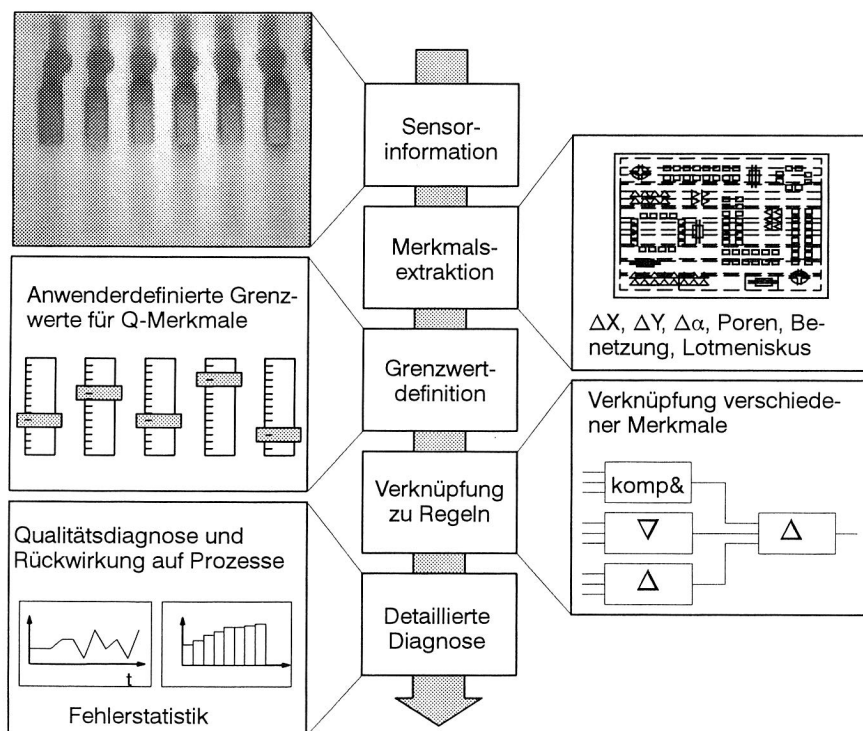 Sensor-
information
Merkmals-
extraktion
ΔX, ΔY, Δα, Poren, Be-
netzung, Lotmeniskus
Anwenderdefinierte Grenz-
werte für Q-Merkmale
Grenzwert-
definition
Verknüpfung verschiede-
ner Merkmale
komp&
∇
Δ
Δ
Verknüpfung
zu Regeln
Qualitätsdiagnose und
Rückwirkung auf Prozesse
t
Fehlerstatistik
Detaillierte
Diagnose